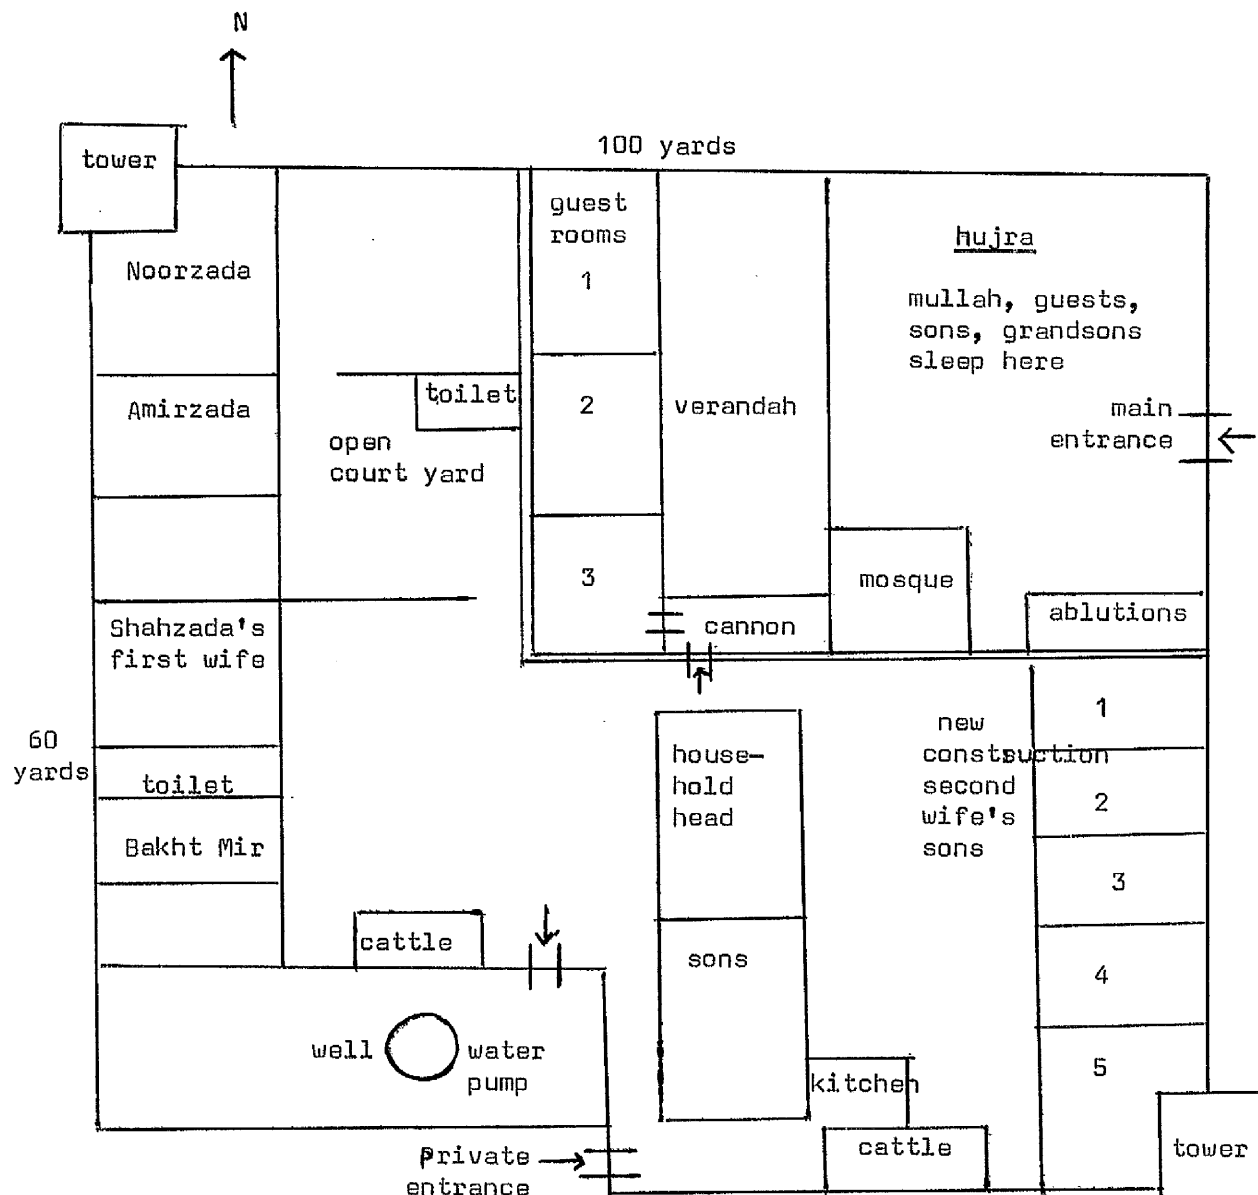 N
100 yards
tower
guest
rooms
1
hujra
Noorzada
mullah, guests,
sons, grandsons
sleep here
toilet
2
verandah
Amirzada
main
entrance
open
court yard
3
mosque
cannon
ablutions
Shahzada's
first wife
1
60
yards
house-
hold
head
new
construction
second
wife's
sons
toilet
2
Bakht Mir
3
cattle
sons
4
well
water
pump
5
kitchen
private
entrance
cattle
tower